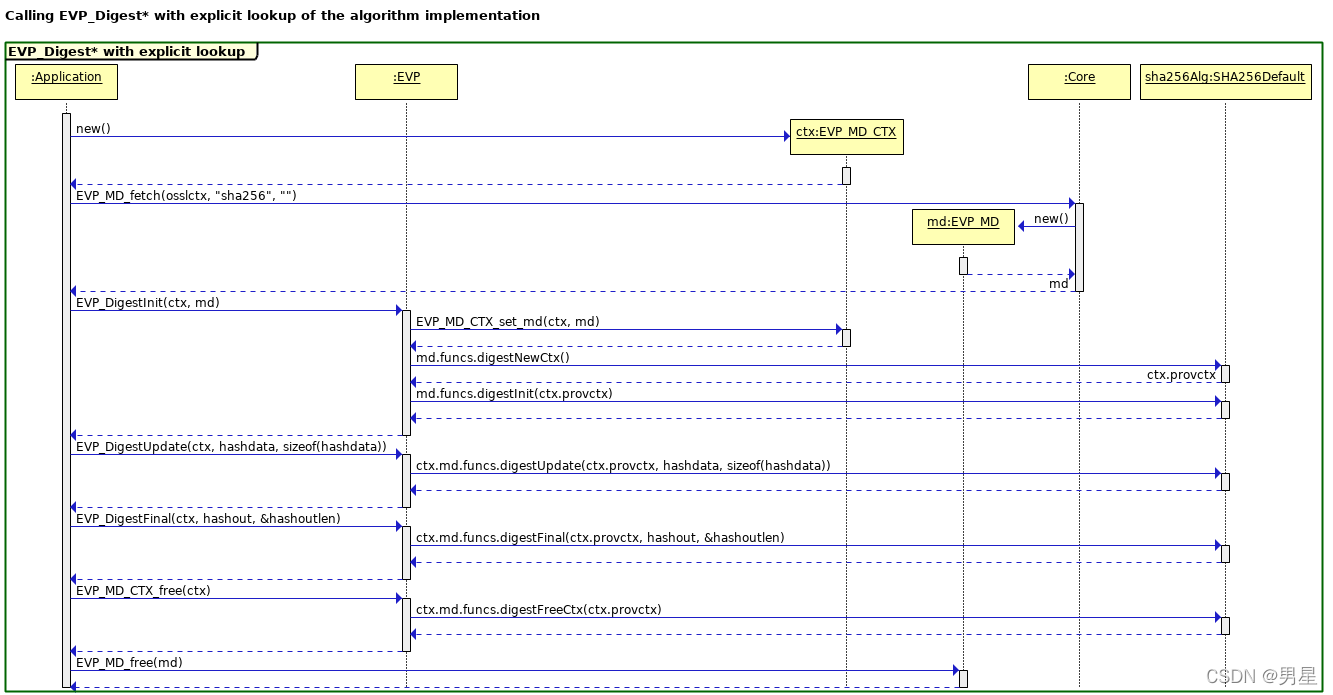 Calling EVP_Digest* with explicit lookup of the algorithm implementation
EVP_Digest* with explicit lookup
:Application
:EVP
:Core
sha256Alg:SHA256Default
new()
ctx:EVP_MD_CTX
EVP_MD_fetch(osslctx, "sha256", "")
md:EVP_MD
new()
md
EVP_DigestInit(ctx, md)
EVP_MD_CTX_set_md(ctx, md)
md.funcs.digestNewCtx()
ctx.provctx
md.funcs.digestInit(ctx.provctx)
EVP_DigestUpdate(ctx, hashdata, sizeof(hashdata))
ctx.md.funcs.digestUpdate(ctx.provctx, hashdata, sizeof(hashdata))
EVP_DigestFinal(ctx, hashout, &hashoutlen)
ctx.md.funcs.digestFinal(ctx.provctx, hashout, &hashoutlen)
EVP_MD_CTX_free(ctx)
ctx.md.funcs.digestFreeCtx(ctx.provctx)
EVP_MD_free(md)
CSDN @男星